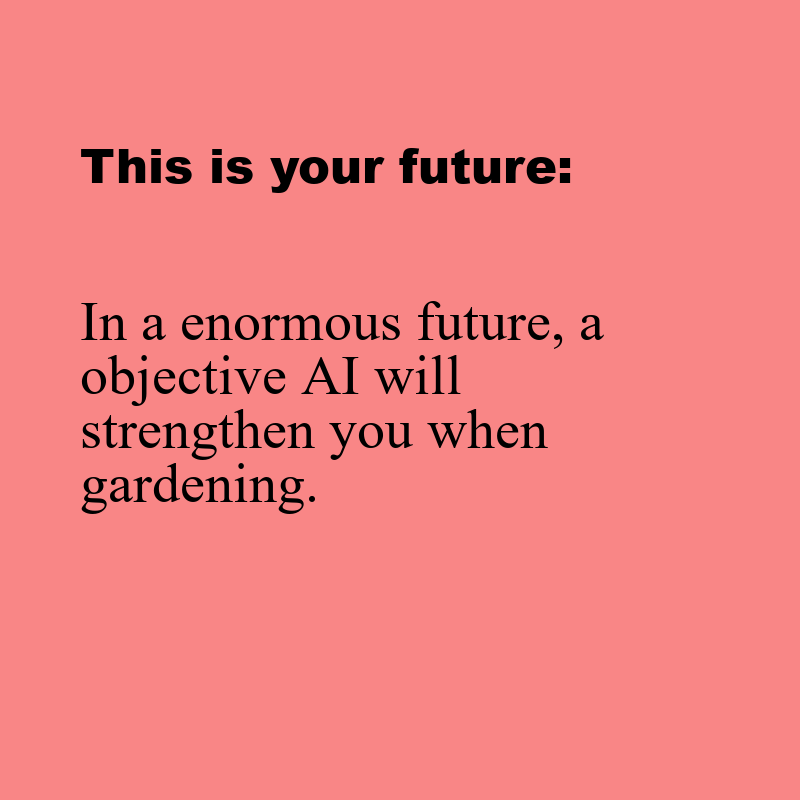 This is your future:
In a enormous future, a
objective AI will
strengthen you when
gardening.